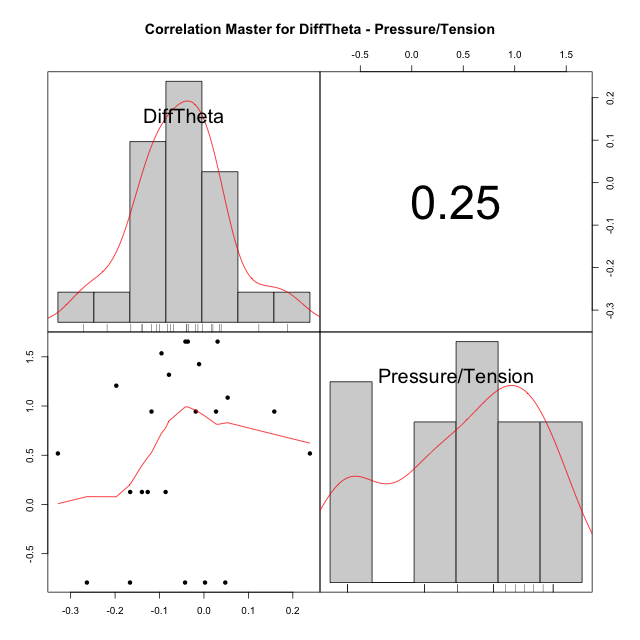 Correlation Master for DiffTheta - Pressure/Tension
-0.5 0.0 0.5 1.0 1.5
DiffTheta
0.25
0.2
0.1
0.0
-0.1
-0.2
-0.3
1.5
1.0
0.5
0.0
-0.5
Pressure/Tension
-0.3 -0.2 -0.1 0.0 0.1 0.2